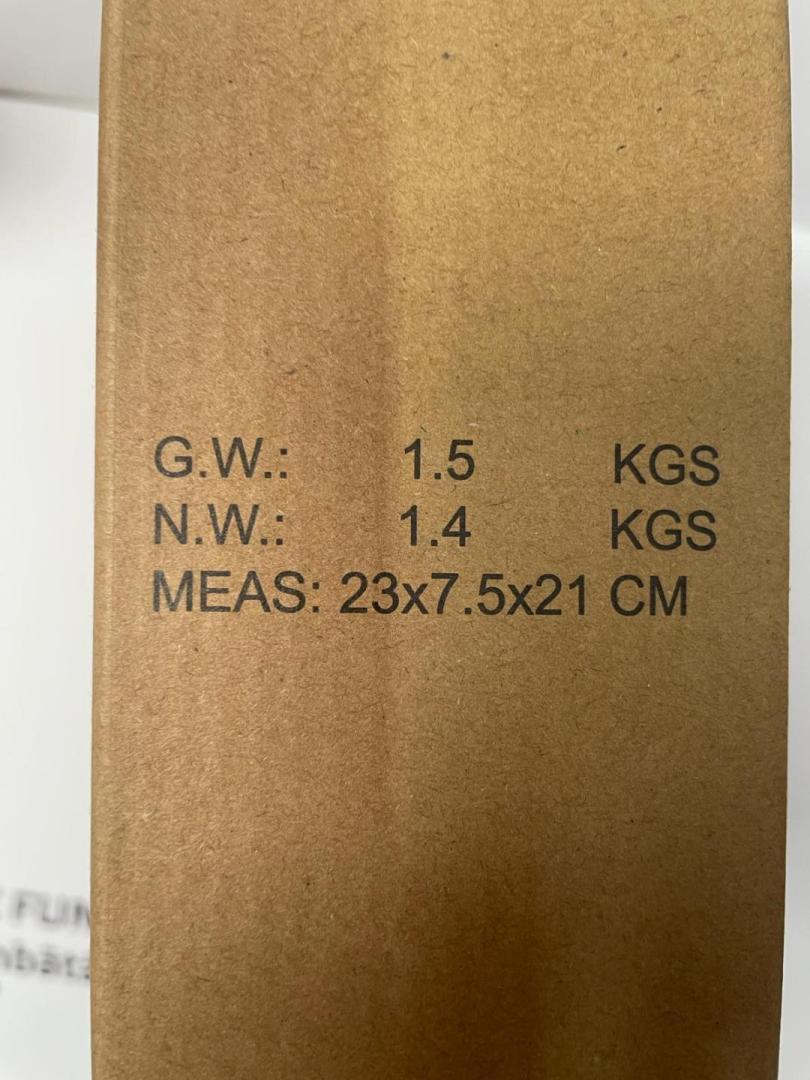 G.W.: 1.5 KGS
N.W.: 1.4 KGS
MEAS: 23x7.5x21 CM